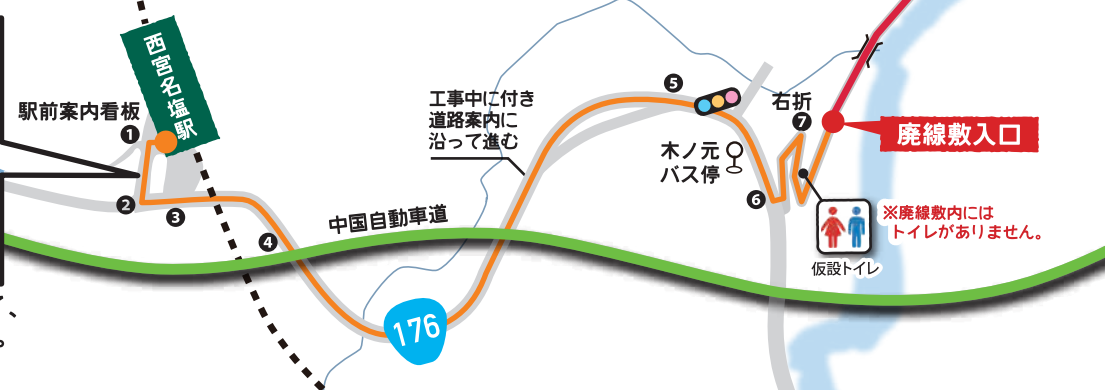 西宮名塩駅
駅前案内看板
1
2
3
4
中国自動車道
176
工事中に付き
道路案内に
沿って進む
5
木ノ元
バス停
6
右折
7
廃線敷入口
※廃線敷内には
トイレがありません。
仮設トイレ